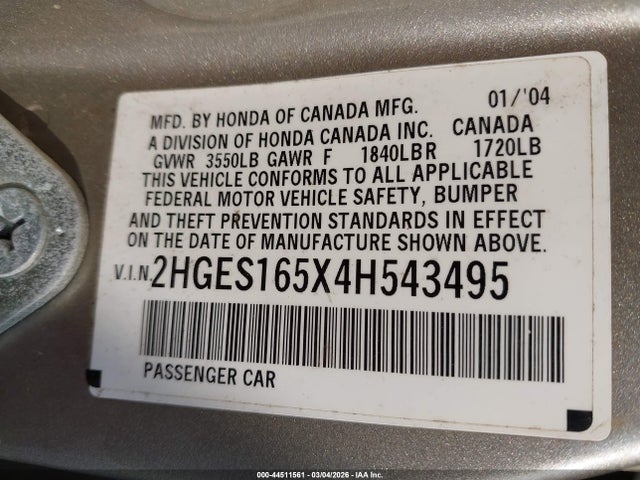 MFD. BY HONDA OF CANADA MFG. 01/'04
A DIVISION OF HONDA CANADA INC. CANADA
GVWR 3550LB GAWR F 1840LBR 1720LB
THIS VEHICLE CONFORMS TO ALL APPLICABLE
FEDERAL MOTOR VEHICLE SAFETY, BUMPER
AND THEFT PREVENTION STANDARDS IN EFFECT
ON THE DATE OF MANUFACTURE SHOWN ABOVE.
V.I.N. 2HGES165X4H543495
PASSENGER CAR
000-44511561 - 03/04/2026 - IAA Inc.